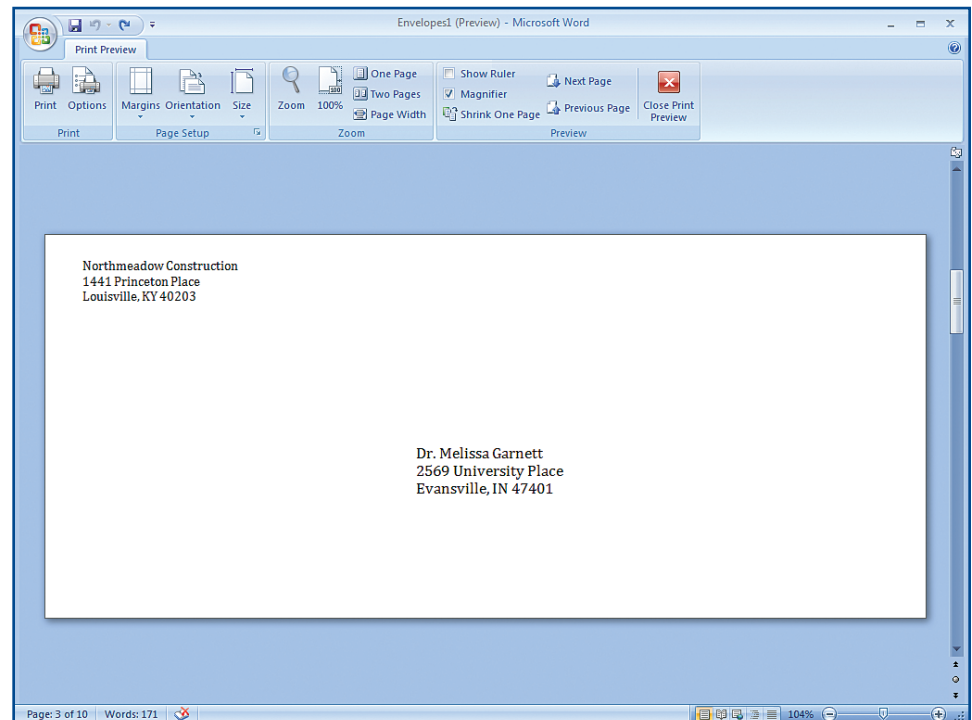 Envelopes1 (Preview) - Microsoft Word
Print Preview
Print
Options
Margins
Orientation
Size
Zoom
100%
One Page
Two Pages
Page Width
Show Ruler
Magnifier
Shrink One Page
Next Page
Previous Page
Close Print
Preview
Print
Page Setup
Zoom
Preview
Northmeadow Construction
1441 Princeton Place
Louisville, KY 40203
Dr. Melissa Garnett
2569 University Place
Evansville, IN 47401
Page: 3 of 10
Words: 171
104%